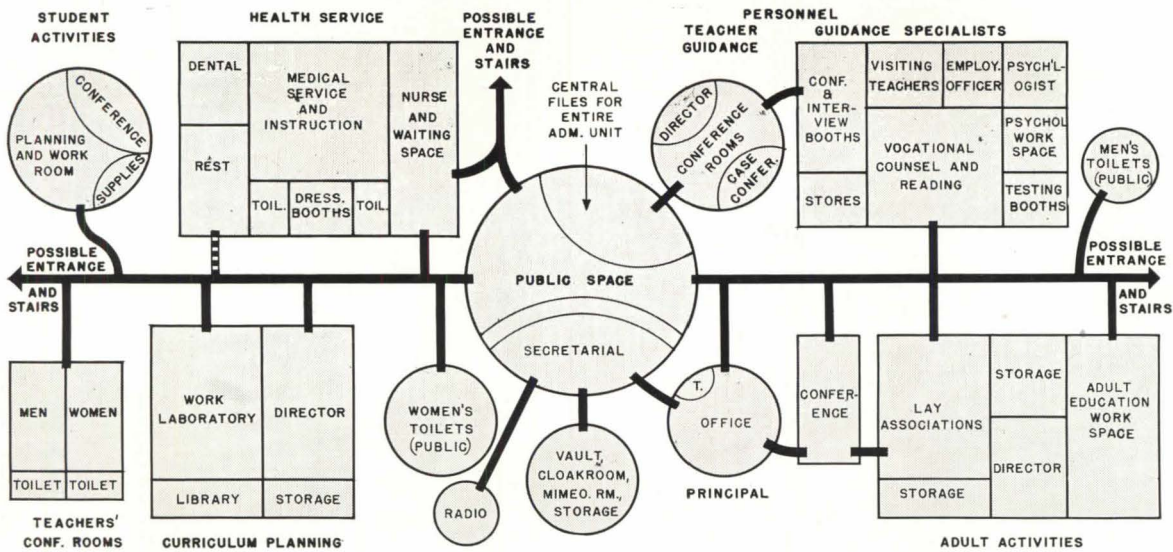 STUDENT
ACTIVITIES
CONFERENCE
PLANNING
AND WORK
ROOM
SUPPLIES
HEALTH SERVICE
DENTAL
MEDICAL
SERVICE
AND
INSTRUCTION
NURSE
AND
WAITING
SPACE
REST
TOIL.
DRESS.
BOOTHS
TOIL.
POSSIBLE
ENTRANCE
AND
STAIRS
CENTRAL
FILES FOR
ENTIRE
ADM. UNIT
PERSONNEL
TEACHER
GUIDANCE
GUIDANCE SPECIALISTS
DIRECTOR
CONFERENCE
ROOMS
CASE
CONFER.
CONF.
& INTER-
VIEW
BOOTHS
VISITING
TEACHERS
EMPLOY.
OFFICER
PSYCH'L-
OGIST
PSYCHOL.
WORK
SPACE
VOCATIONAL
COUNSEL AND
READING
STORES
TESTING
BOOTHS
MEN'S
TOILETS
(PUBLIC)
POSSIBLE
ENTRANCE
AND
STAIRS
PUBLIC SPACE
SECRETARIAL
POSSIBLE
ENTRANCE
AND
STAIRS
MEN
WOMEN
TOILET
TOILET
TEACHERS'
CONF. ROOMS
WORK
LABORATORY
DIRECTOR
LIBRARY
STORAGE
CURRICULUM PLANNING
WOMEN'S
TOILETS
(PUBLIC)
RADIO
VAULT,
CLOAKROOM,
MIMEO. RM.,
STORAGE
T.
OFFICE
PRINCIPAL
CONFER-
ENCE
LAY
ASSOCIATIONS
STORAGE
STORAGE
DIRECTOR
ADULT
EDUCATION
WORK
SPACE
ADULT ACTIVITIES